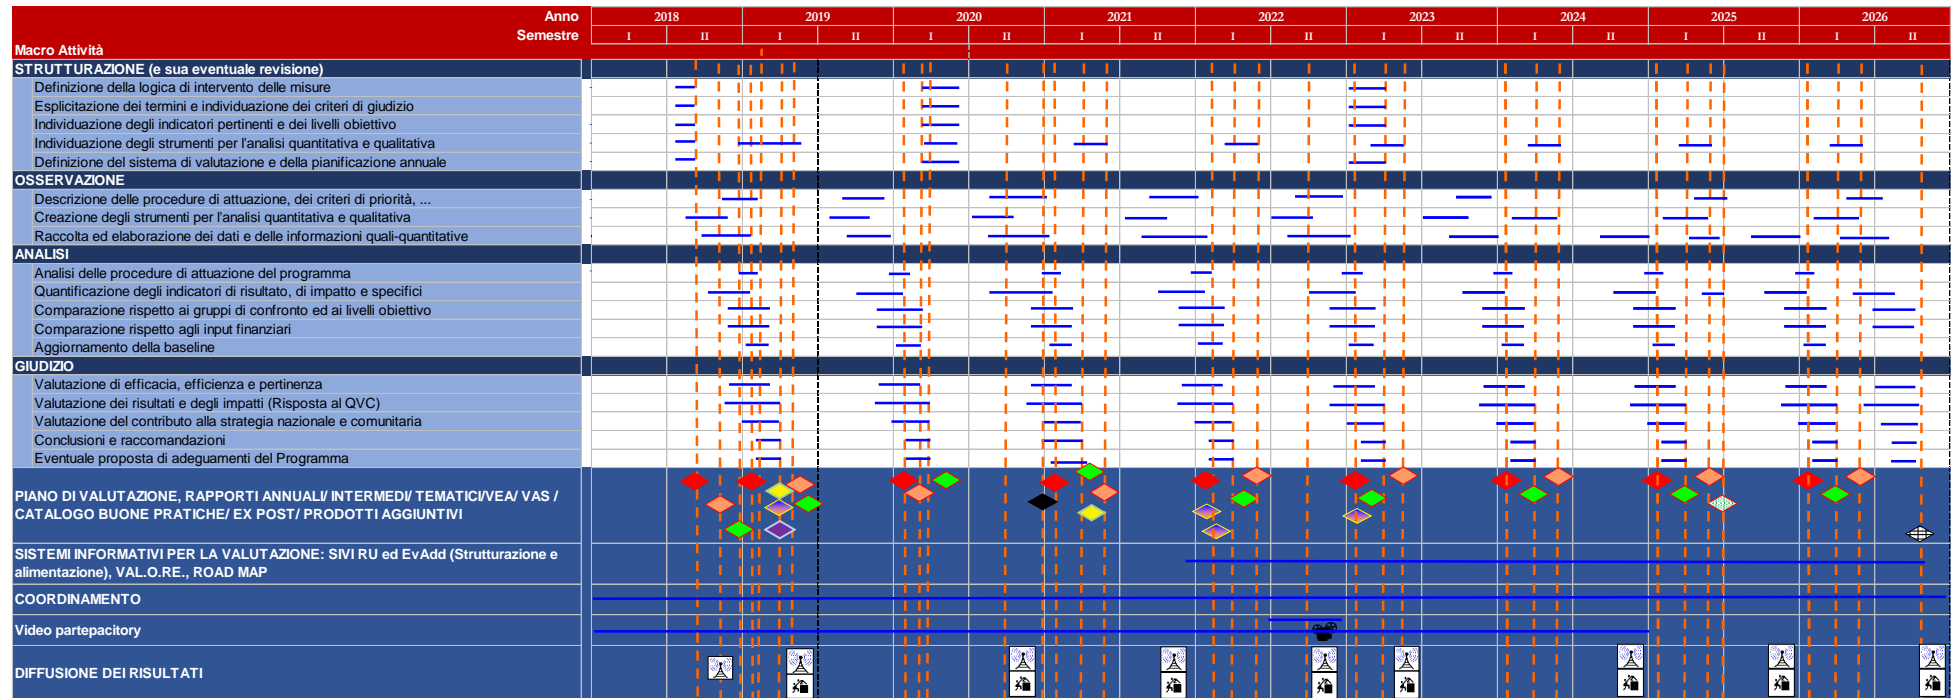 Anno 2018 2019 2020 2021 2022 2023 2024 2025 2026
Semestre I II I II I II I II I II I II I II I II I II
Macro Attività
STRUTTURAZIONE (e sua eventuale revisione)
Definizione della logica di intervento delle misure
Esplicitazione dei termini e individuazione dei criteri di giudizio
Individuazione degli indicatori pertinenti e dei livelli obiettivo
Individuazione degli strumenti per l'analisi quantitativa e qualitativa
Definizione del sistema di valutazione e della pianificazione annuale
OSSERVAZIONE
Descrizione delle procedure di attuazione, dei criteri di priorità, ...
Creazione degli strumenti per l'analisi quantitativa e qualitativa
Raccolta ed elaborazione dei dati e delle informazioni quali-quantitative
ANALISI
Analisi delle procedure di attuazione del programma
Quantificazione degli indicatori di risultato, di impatto e specifici
Comparazione rispetto ai gruppi di confronto ed ai livelli obiettivo
Comparazione rispetto agli input finanziari
Aggiornamento della baseline
GIUDIZIO
Valutazione di efficacia, efficienza e pertinenza
Valutazione dei risultati e degli impatti (Risposta al QVC)
Valutazione del contributo alla strategia nazionale e comunitaria
Conclusioni e raccomandazioni
Eventuale proposta di adeguamenti del Programma
PIANO DI VALUTAZIONE, RAPPORTI ANNUALI/ INTERMEDI/ TEMATICI/VEA/ VAS /
CATALOGO BUONE PRATICHE/ EX POST/ PRODOTTI AGGIUNTIVI
SISTEMI INFORMATIVI PER LA VALUTAZIONE: SIVI RU ed EvAdd (Strutturazione e
alimentazione), VAL.O.RE., ROAD MAP
COORDINAMENTO
Video partepacitory
DIFFUSIONE DEI RISULTATI